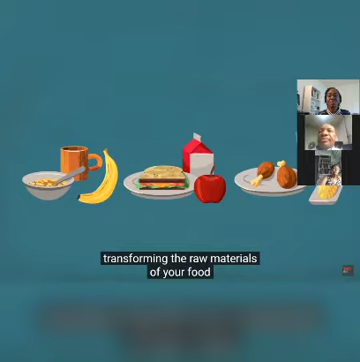 transforming the raw materials
of your food